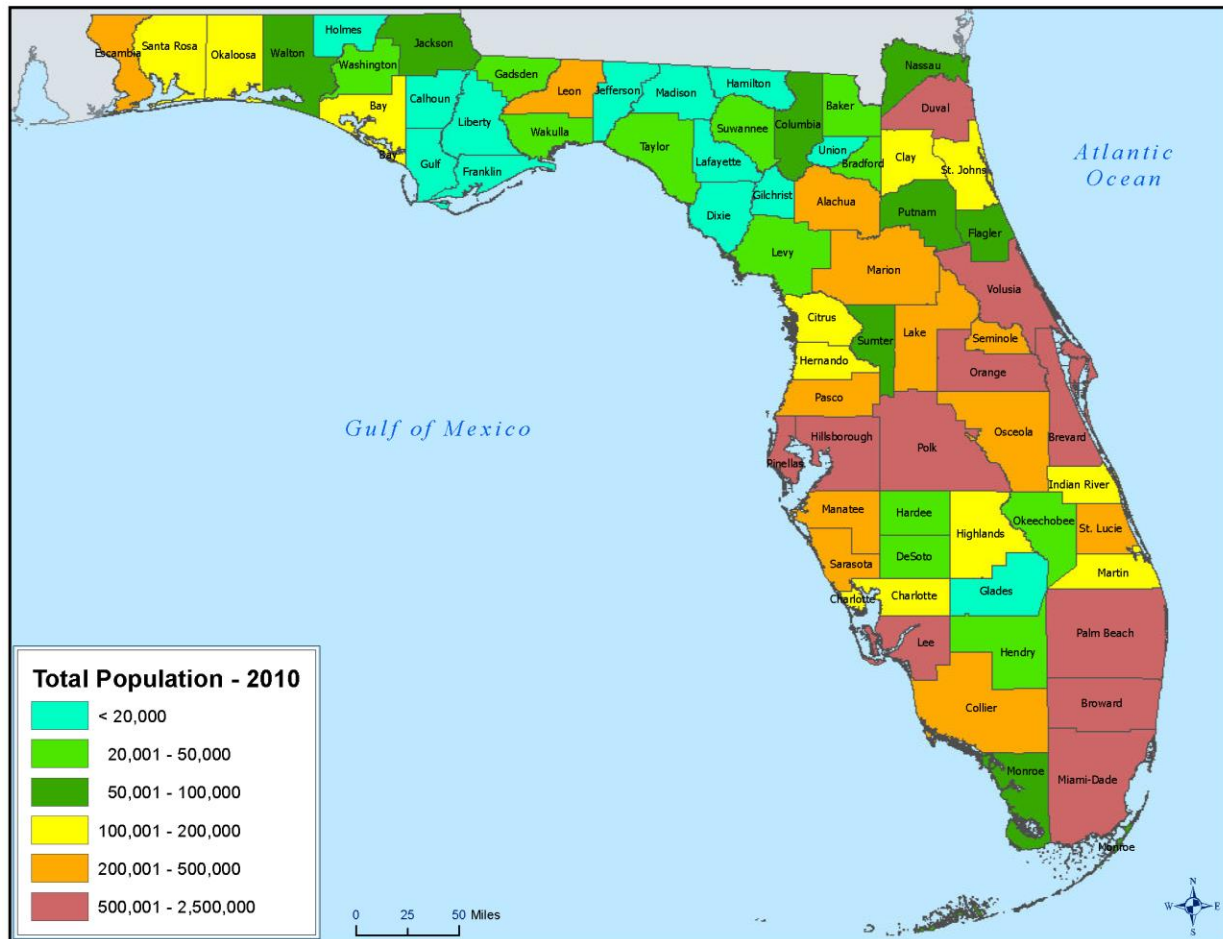 Holmes
Escambia
Santa Rosa
Okaloosa
Walton
Jackson
Washington
Nassau
Gadsden
Leon
Jefferson
Madison
Hamilton
Baker
Duval
Bay
Calhoun
Liberty
Wakulla
Taylor
Suwannee
Columbia
Union
Bradford
Clay
St. Johns
Atlantic
Ocean
Bay
Gulf
Franklin
Lafayette
Gilchrist
Alachua
Putnam
Flagler
Dixie
Levy
Marion
Volusia
Citrus
Sumter
Lake
Seminole
Hernando
Orange
Pasco
Gulf of Mexico
Hillsborough
Polk
Osceola
Brevard
Pinellas
Indian River
Manatee
Hardee
Highlands
Okeechobee
St. Lucie
Sarasota
DeSoto
Martin
Charlotte
Charlotte
Glades
Lee
Hendry
Palm Beach
Collier
Broward
Monroe
Miami-Dade
Monroe
Total Population - 2010
< 20,000
20,001 - 50,000
50,001 - 100,000
100,001 - 200,000
200,001 - 500,000
500,001 - 2,500,000
0 25 50 Miles
N
W E
S